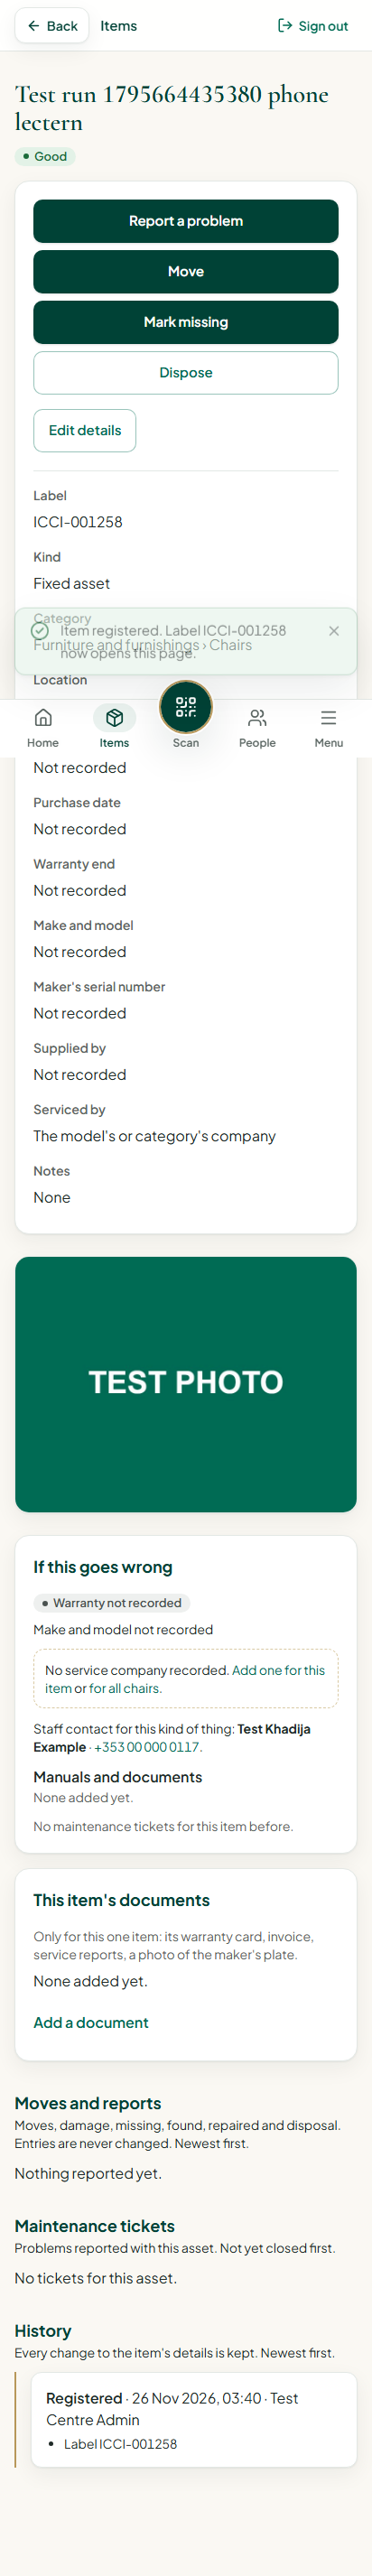 Back
Items
Sign out
Test run 1795664435380 phone
lectern
Good
Report a problem
Move
Mark missing
Dispose
Edit details
Label
ICCI-001258
Kind
Fixed asset
Category
Furniture and furnishings › Chairs
Item registered. Label ICCI-001258
now opens this page.
Location
Home
Items
Scan
People
Menu
Not recorded
Purchase date
Not recorded
Warranty end
Not recorded
Make and model
Not recorded
Maker's serial number
Not recorded
Supplied by
Not recorded
Serviced by
The model's or category's company
Notes
None
TEST PHOTO
If this goes wrong
Warranty not recorded
Make and model not recorded
No service company recorded. Add one for this
item or for all chairs.
Staff contact for this kind of thing: Test Khadija
Example · +353 00 000 0117.
Manuals and documents
None added yet.
No maintenance tickets for this item before.
This item's documents
Only for this one item: its warranty card, invoice,
service reports, a photo of the maker's plate.
None added yet.
Add a document
Moves and reports
Moves, damage, missing, found, repaired and disposal.
Entries are never changed. Newest first.
Nothing reported yet.
Maintenance tickets
Problems reported with this asset. Not yet closed first.
No tickets for this asset.
History
Every change to the item's details is kept. Newest first.
Registered · 26 Nov 2026, 03:40 · Test
Centre Admin
Label ICCI-001258